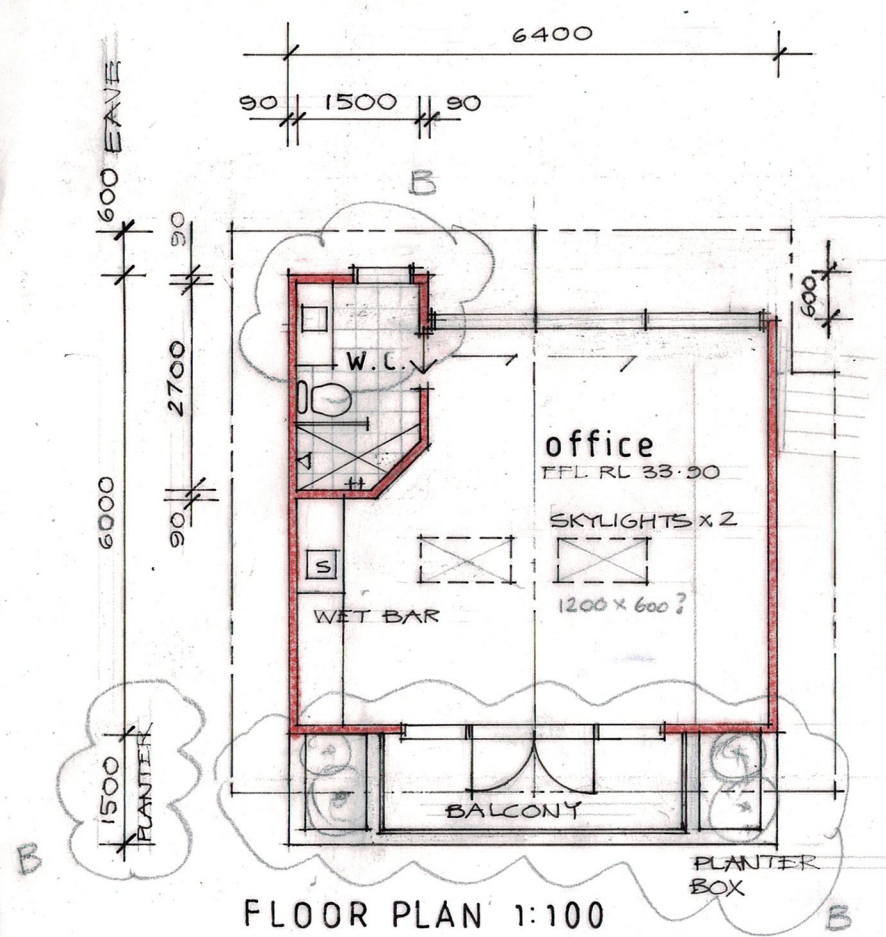 6400
90 1500 90
600 EAVE
B
90
600
2700
W.C.
office
FFL RL 33.90
6000
SKYLIGHTS x 2
90
S
1200 x 600?
WET BAR
1500
PLANTER
BALCONY
B
PLANTER
BOX
B
FLOOR PLAN 1:100